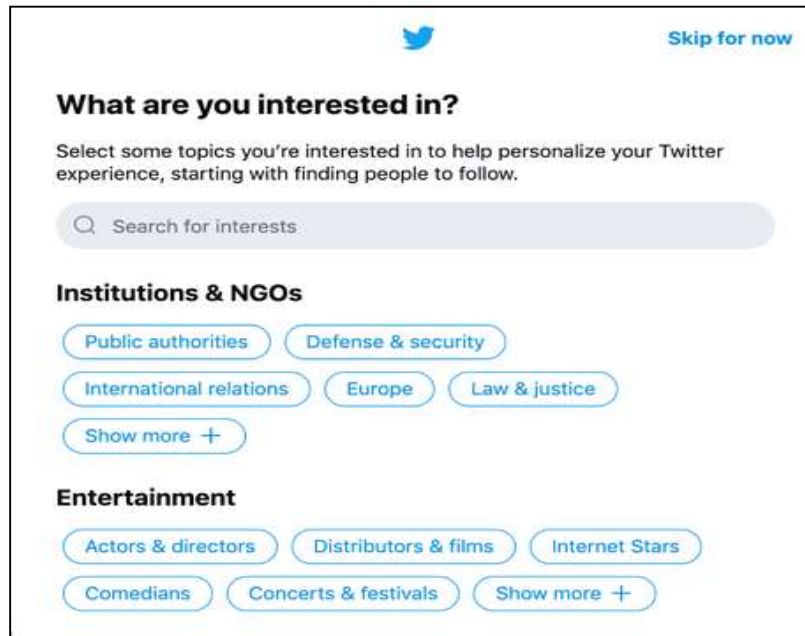 Skip for now
What are you interested in?
Select some topics you're interested in to help personalize your Twitter
experience, starting with finding people to follow.
Search for interests
Institutions & NGOs
Public authorities Defense & security
International relations Europe Law & justice
Show more +
Entertainment
Actors & directors Distributors & films Internet Stars
Comedians Concerts & festivals Show more +